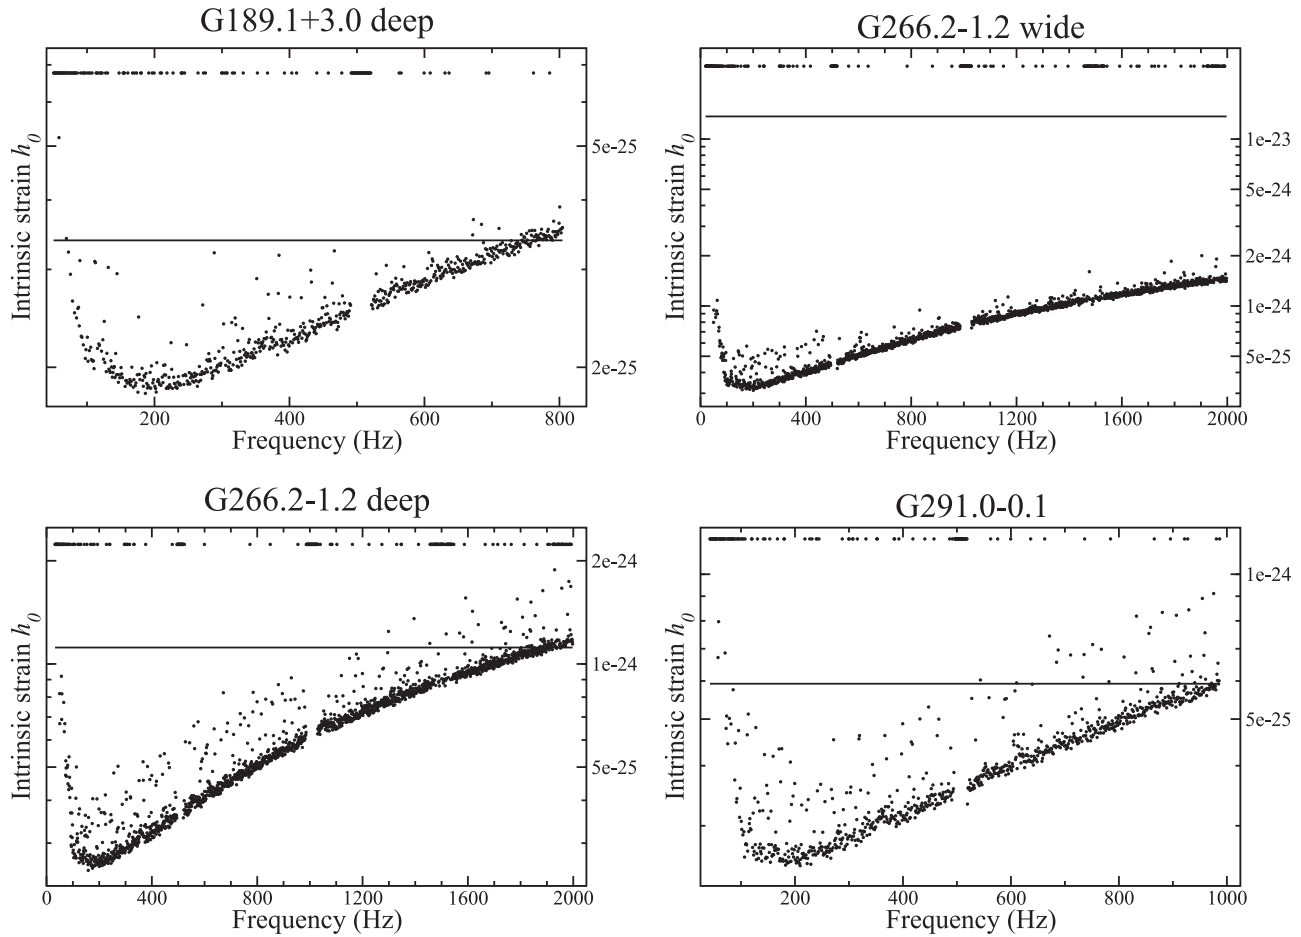 G189.1+3.0 deep
Intrinsic strain h0
5e-25
2e-25
200 400 600 800
Frequency (Hz)
G266.2-1.2 wide
Intrinsic strain h0
1e-23
5e-24
2e-24
1e-24
5e-25
0 400 800 1200 1600 2000
Frequency (Hz)
G266.2-1.2 deep
Intrinsic strain h0
2e-24
1e-24
5e-25
0 400 800 1200 1600 2000
Frequency (Hz)
G291.0-0.1
Intrinsic strain h0
1e-24
5e-25
200 400 600 800 1000
Frequency (Hz)